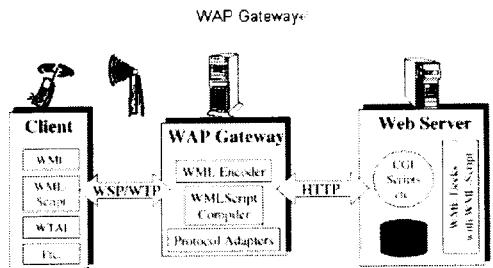 WAP Gateway
Client
WML
WML
Script
WTAI
Etc.
WSP/WTP
WAP Gateway
WML Encoder
WMLScript
Compiler
Protocol Adapters
HTTP
Web Server
CGI
Scripts
etc.
WML Decks
with WML-Script